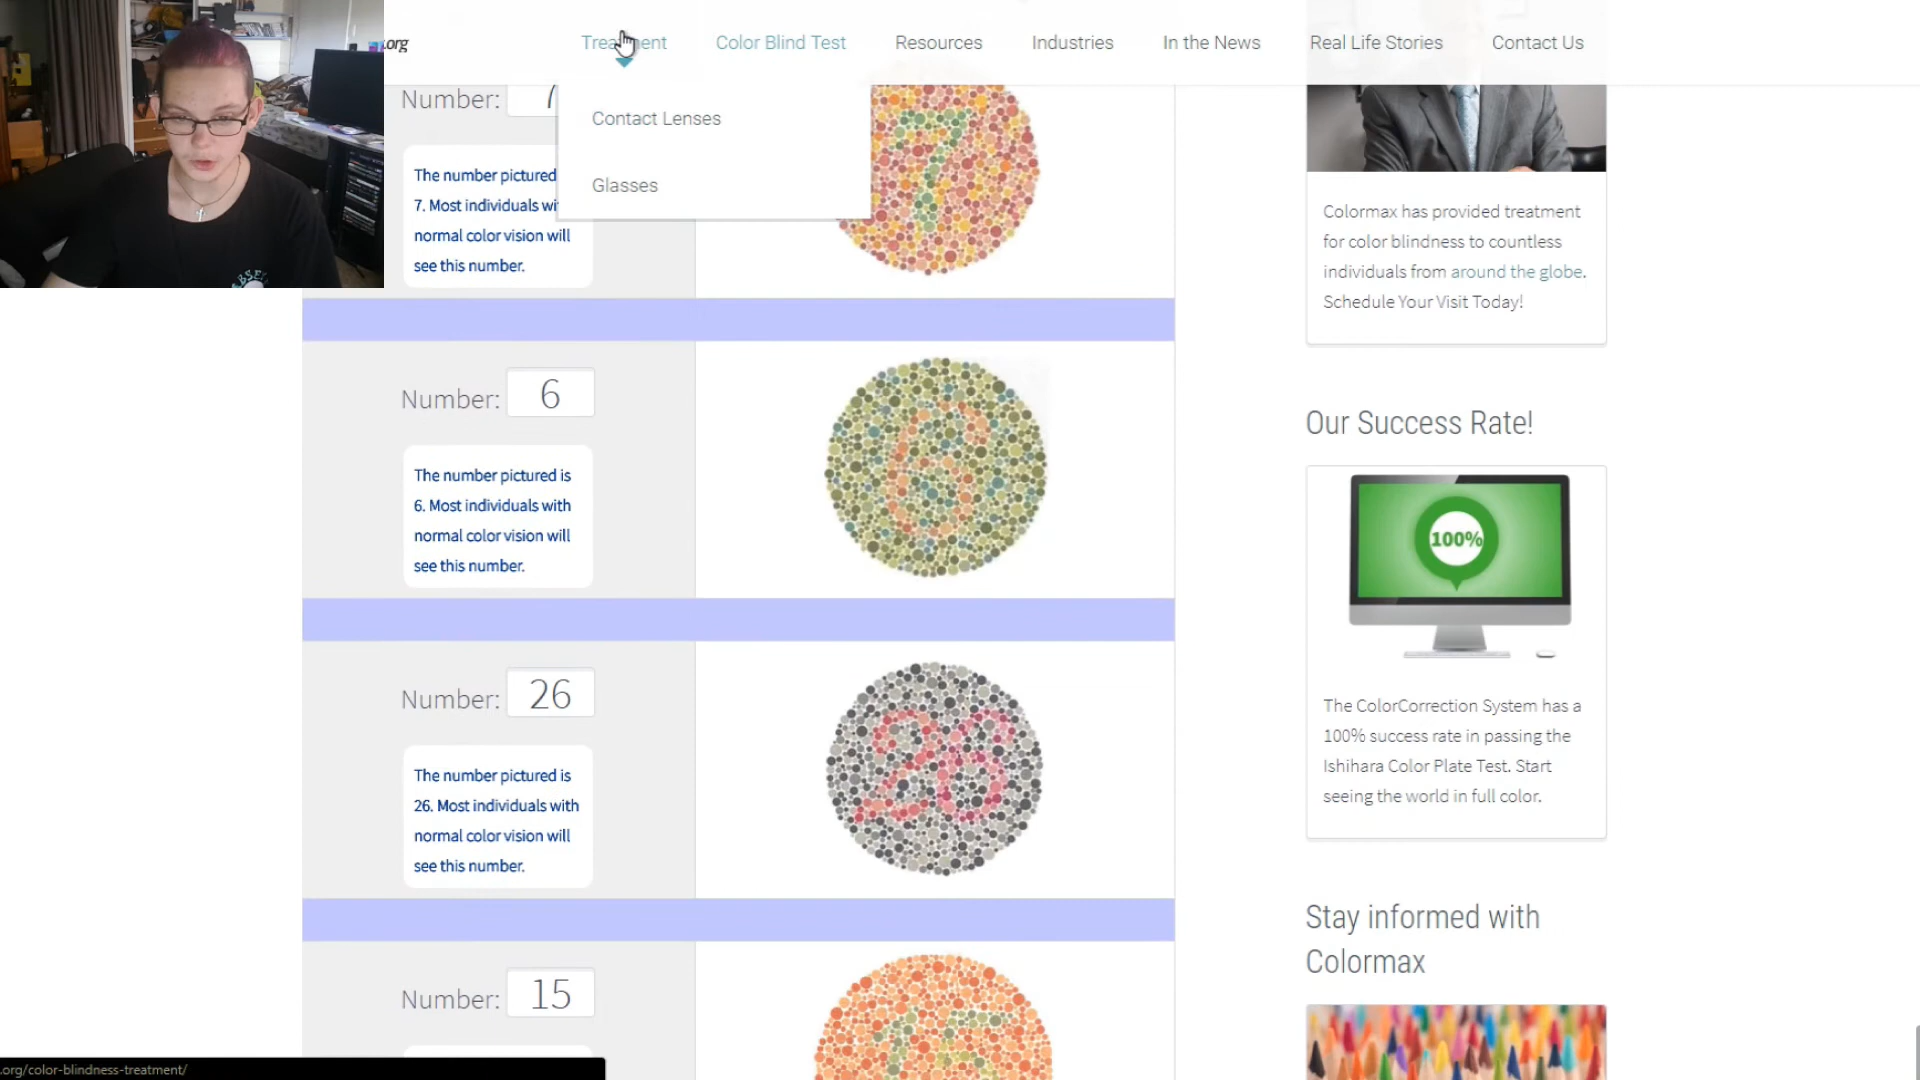 .org
Treatment
Color Blind Test
Resources
Industries
In the News
Real Life Stories
Contact Us
Contact Lenses
Glasses
Number: 7
The number pictured
7. Most individuals
normal color vision will
see this number.
7
Number: 6
The number pictured is
6. Most individuals with
normal color vision will
see this number.
6
Number: 26
The number pictured is
26. Most individuals with
normal color vision will
see this number.
26
Number: 15
15
Colormax has provided treatment
for color blindness to countless
individuals from around the globe.
Schedule Your Visit Today!
Our Success Rate!
100%
The ColorCorrection System has a
100% success rate in passing the
Ishihara Color Plate Test. Start
seeing the world in full color.
Stay informed with
Colormax
.org/color-blindness-treatment/